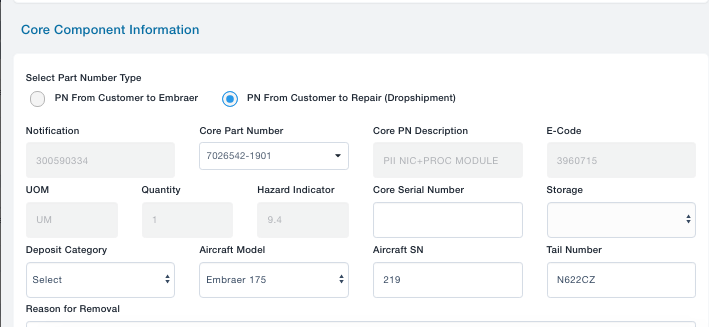 Core Component Information
Select Part Number Type
PN From Customer to Embraer PN From Customer to Repair (Dropshipment)
Notification Core Part Number Core PN Description E-Code
300590334 7026542-1901 PII NIC+PROC MODULE 3960715
UOM Quantity Hazard Indicator Core Serial Number Storage
UM 1 9.4
Deposit Category Aircraft Model Aircraft SN Tail Number
Select Embraer 175 219 N622CZ
Reason for Removal